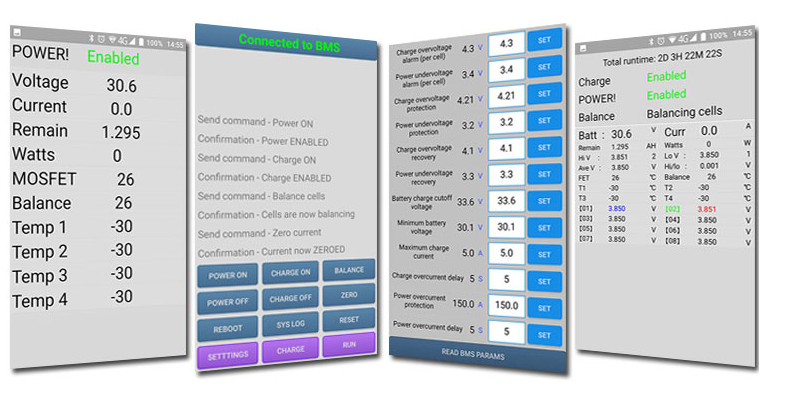 4G 100% 14:55
POWER! Enabled
Voltage 30.6
Current 0.0
Remain 1.295
Watts 0
MOSFET 26
Balance 26
Temp 1 -30
Temp 2 -30
Temp 3 -30
Temp 4 -30
Connected to BMS
Send command - Power ON
Confirmation - Power ENABLED
Send command - Charge ON
Confirmation - Charge ENABLED
Send command - Balance cells
Confirmation - Cells are now balancing
Send command - Zero current
Confirmation - Current now ZEROED
POWER ON CHARGE ON BALANCE
POWER OFF CHARGE OFF ZERO
REBOOT SYS LOG RESET
SETTTINGS CHARGE RUN
Charge overvoltage
alarm (per cell) 4.3 V 4.3 SET
Power undervoltage
alarm (per cell) 3.4 V 3.4 SET
Charge overvoltage
protection 4.21 V 4.21 SET
Power undervoltage
protection 3.2 V 3.2 SET
Charge overvoltage
recovery 4.1 V 4.1 SET
Power undervoltage
recovery 3.3 V 3.3 SET
Battery charge cutoff
voltage 33.6 V 33.6 SET
Minimum battery
voltage 30.1 V 30.1 SET
Maximum charge
current 5.0 A 5.0 SET
Charge overcurrent delay 5 S 5 SET
Power overcurrent
protection 150.0 A 150.0 SET
Power overcurrent delay 5 S 5 SET
READ BMS PARAMS
4G 100% 14:55
Total runtime: 2D 3H 22M 22S
Charge Enabled
POWER! Enabled
Balance Balancing cells
Batt : 30.6 V Curr 0.0 A
Remain 1.295 AH Watts 0 W
Hi V : 3.851 2 Lo V : 3.850 1
Ave V : 3.850 V Hi/lo : 0.001 V
FET 26 °C Balance 26 °C
T1 -30 °C T2 -30 °C
T3 -30 °C T4 -30 °C
[01] 3.850 V [02] 3.851 V
[03] 3.850 V [04] 3.850 V
[05] 3.850 V [06] 3.850 V
[07] 3.850 V [08] 3.850 V